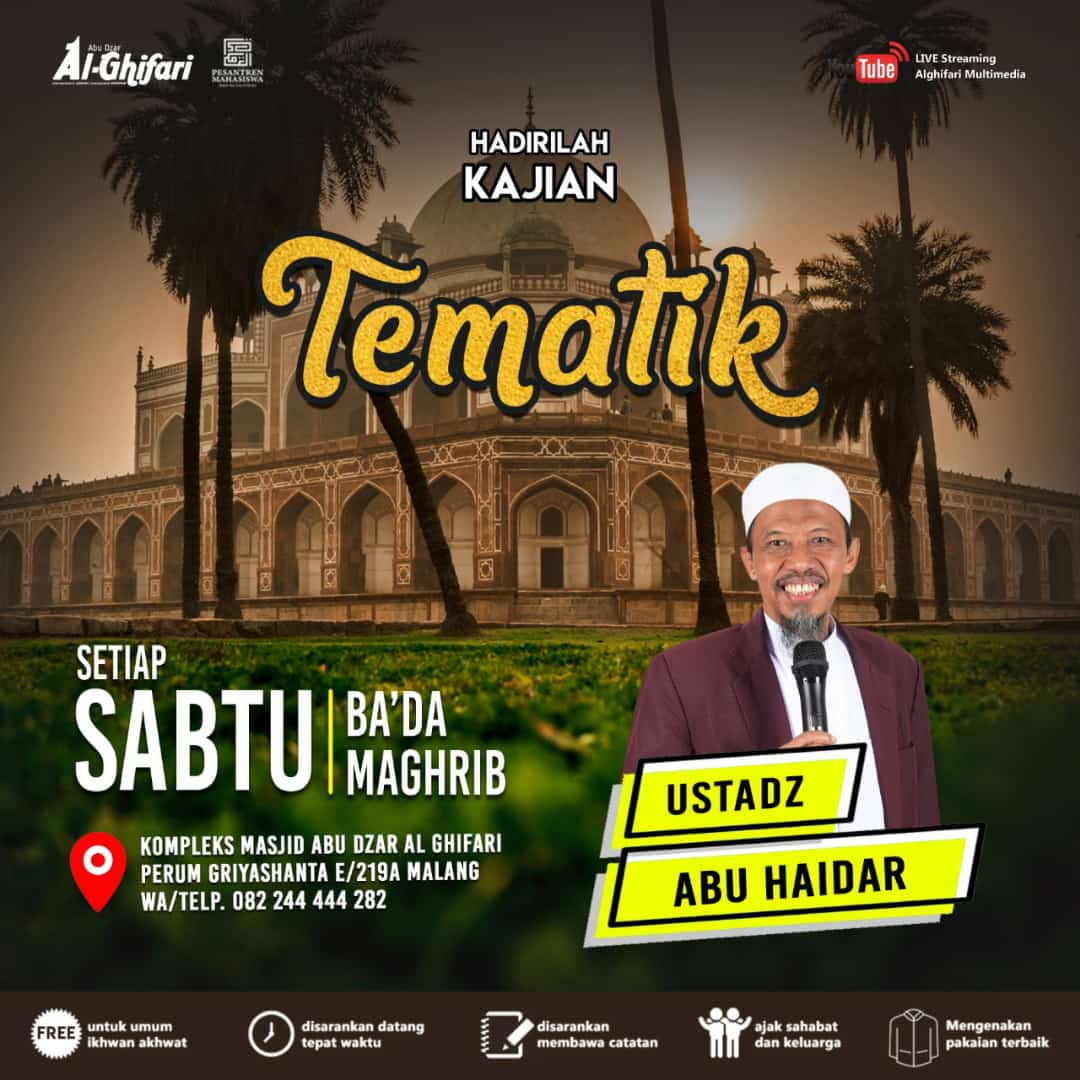 Abu Dzar
Al-Ghifari
PESANTREN
MAHASISWA
YouTube
LIVE Streaming
Alghifari Multimedia
HADIRILAH
KAJIAN
Tematik
SETIAP
SABTU
BA'DA
MAGHRIB
KOMPLEKS MASJID ABU DZAR AL GHIFARI
PERUM GRIYASHANTA E/219A MALANG
WA/TELP. 082 244 444 282
USTADZ
ABU HAIDAR
FREE
untuk umum
ikhwan akhwat
disarankan datang
tepat waktu
disarankan
membawa catatan
ajak sahabat
dan keluarga
Mengenakan
pakaian terbaik